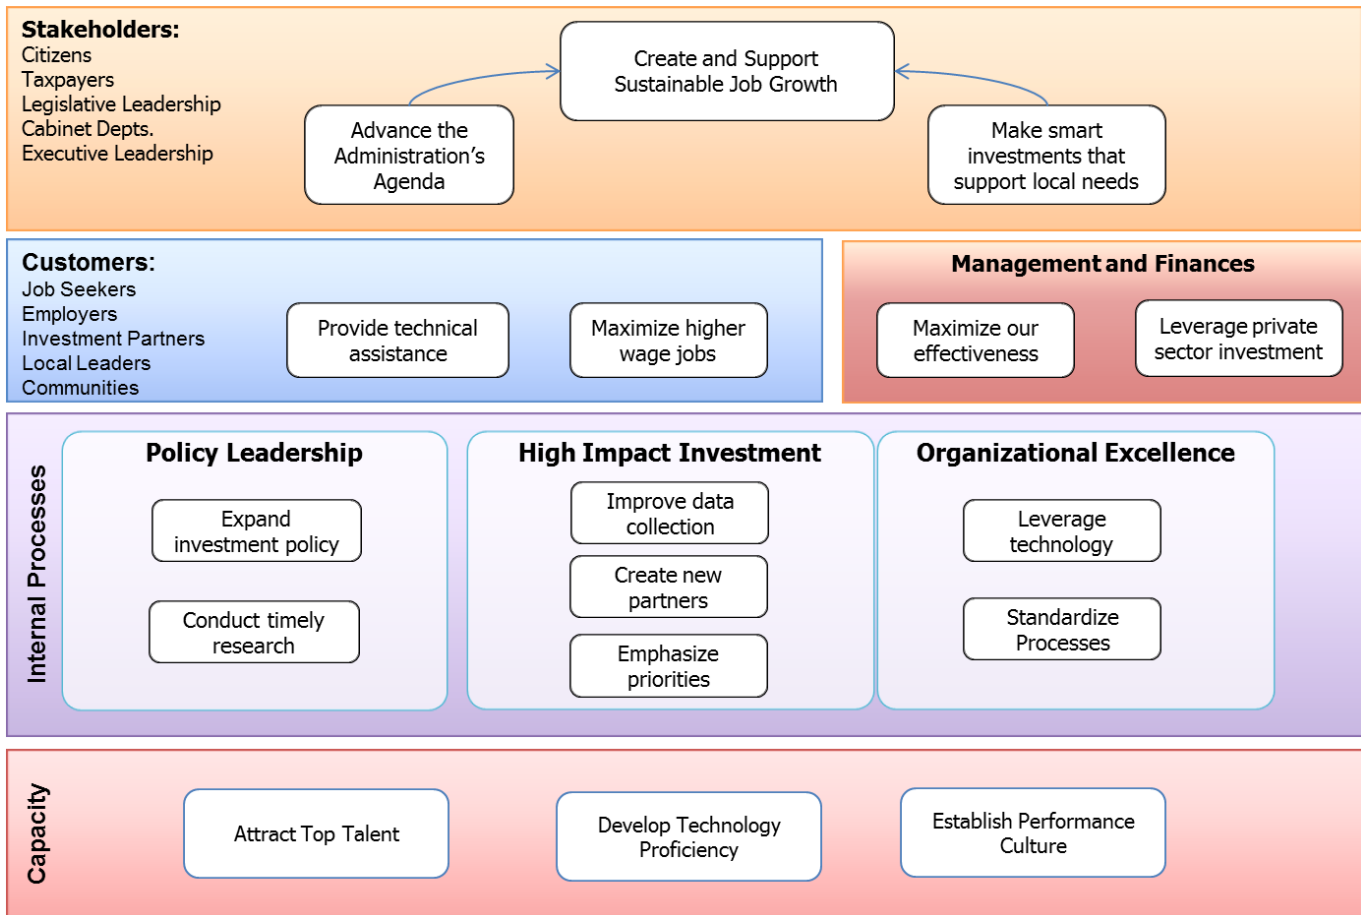 Stakeholders:
Citizens
Taxpayers
Legislative Leadership
Cabinet Depts.
Executive Leadership
Create and Support
Sustainable Job Growth
Advance the
Administration’s
Agenda
Make smart
investments that
support local needs
Customers:
Job Seekers
Employers
Investment Partners
Local Leaders
Communities
Provide technical
assistance
Maximize higher
wage jobs
Management and Finances
Maximize our
effectiveness
Leverage private
sector investment
Internal Processes
Policy Leadership
Expand
investment policy
Conduct timely
research
High Impact Investment
Improve data
collection
Create new
partners
Emphasize
priorities
Organizational Excellence
Leverage
technology
Standardize
Processes
Capacity
Attract Top Talent
Develop Technology
Proficiency
Establish Performance
Culture